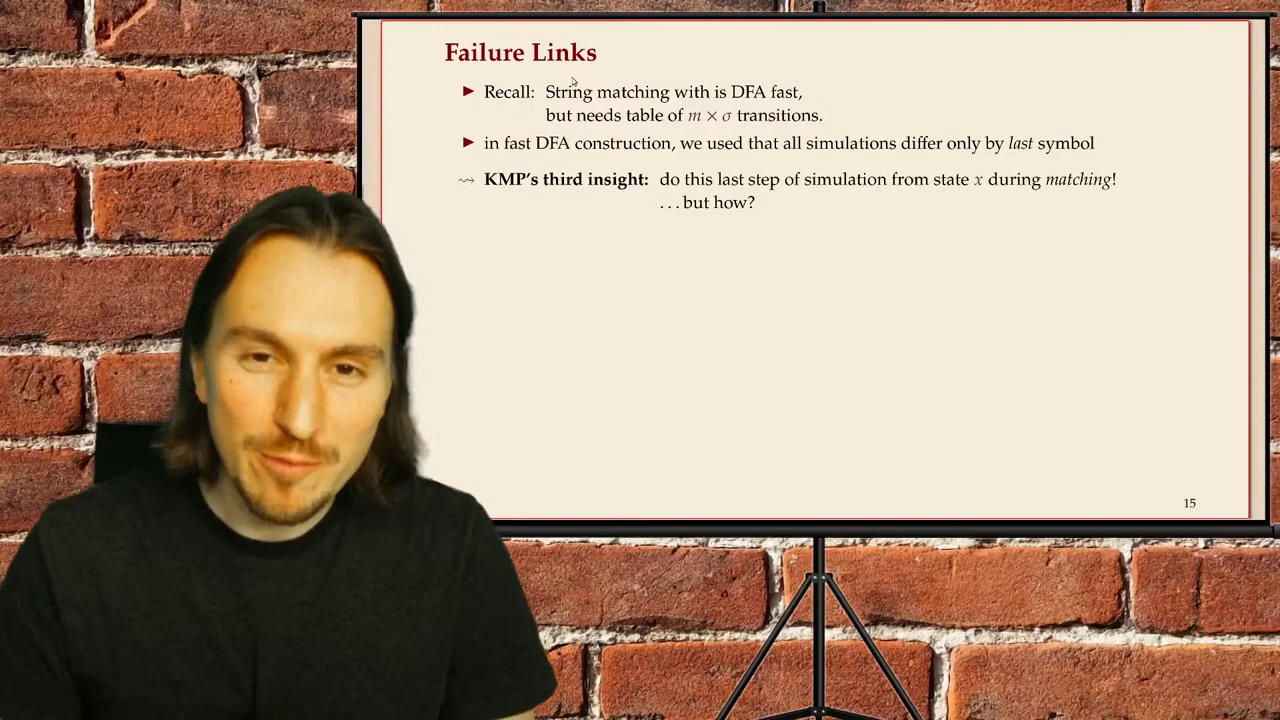 Failure Links
▶ Recall: String matching with is DFA fast,
but needs table of m × σ transitions.
▶ in fast DFA construction, we used that all simulations differ only by last symbol
⇝ KMP's third insight: do this last step of simulation from state x during matching!
...but how?
15